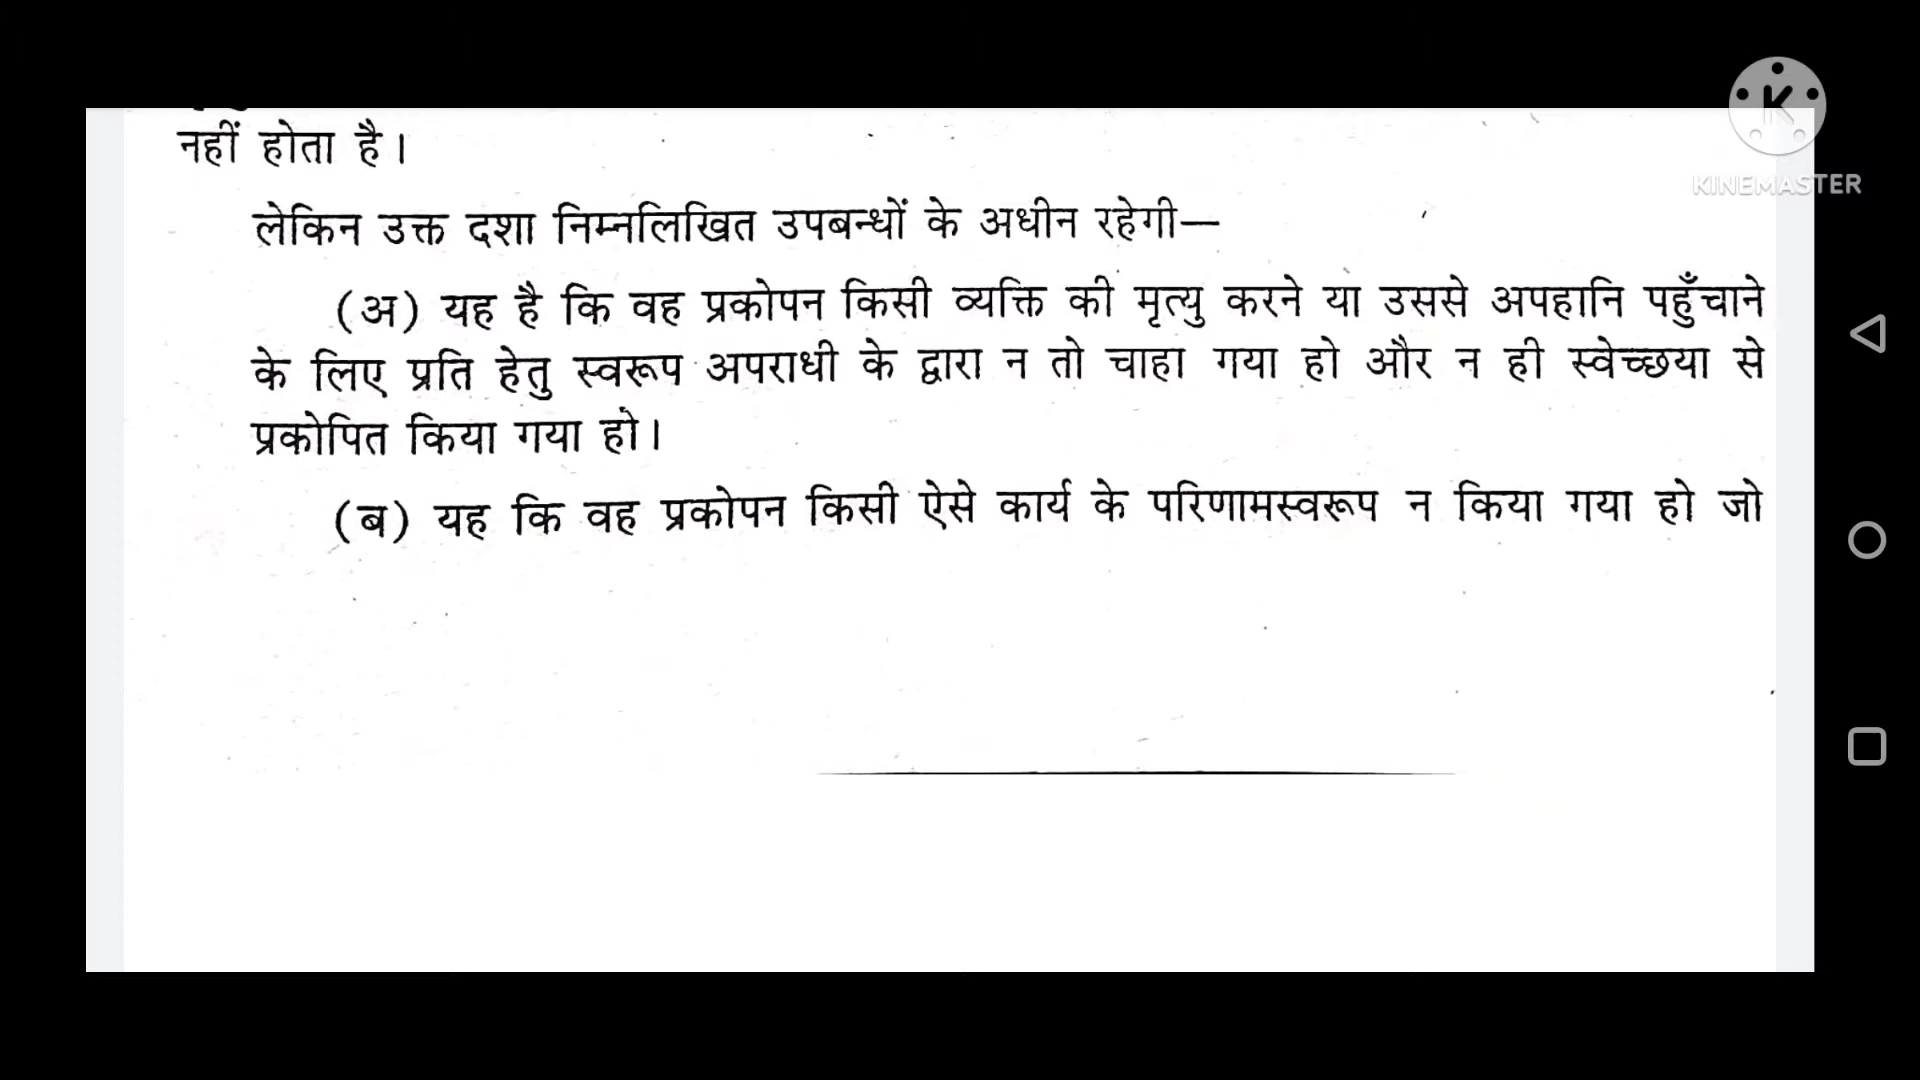 नहीं होता है।
लेकिन उक्त दशा निम्नलिखित उपबन्धों के अधीन रहेगी—
(अ) यह है कि वह प्रकोपन किसी व्यक्ति की मृत्यु करने या उससे अपहानि पहुँचाने
के लिए प्रति हेतु स्वरूप अपराधी के द्वारा न तो चाहा गया हो और न ही स्वेच्छया से
प्रकोपित किया गया हो।
(ब) यह कि वह प्रकोपन किसी ऐसे कार्य के परिणामस्वरूप न किया गया हो जो
K
KINEMASTER